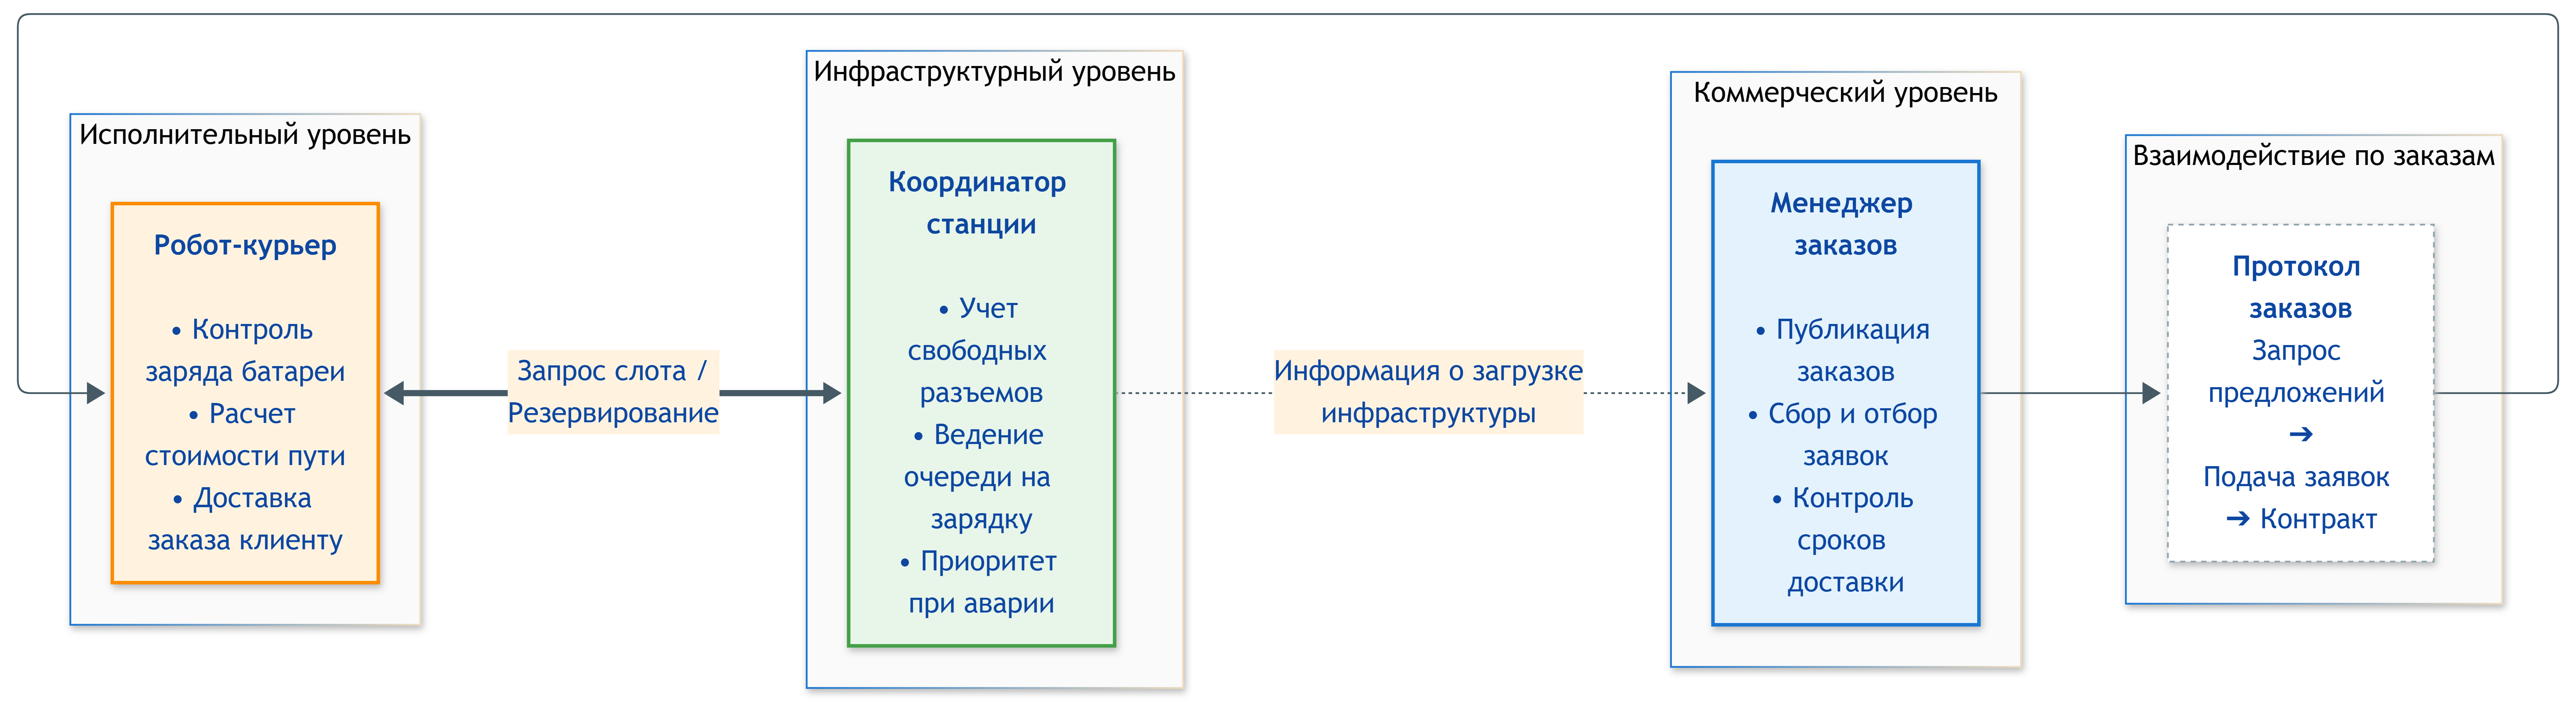 Исполнительный уровень
Робот-курьер
• Контроль
заряда батареи
• Расчет
стоимости пути
• Доставка
заказа клиенту
Запрос слота /
Резервирование
Инфраструктурный уровень
Координатор
станции
• Учет
свободных
разъемов
• Ведение
очереди на
зарядку
• Приоритет
при аварии
Информация о загрузке
инфраструктуры
Коммерческий уровень
Менеджер
заказов
• Публикация
заказов
• Сбор и отбор
заявок
• Контроль
сроков
доставки
Взаимодействие по заказам
Протокол
заказов
Запрос
предложений
➔
Подача заявок
➔ Контракт